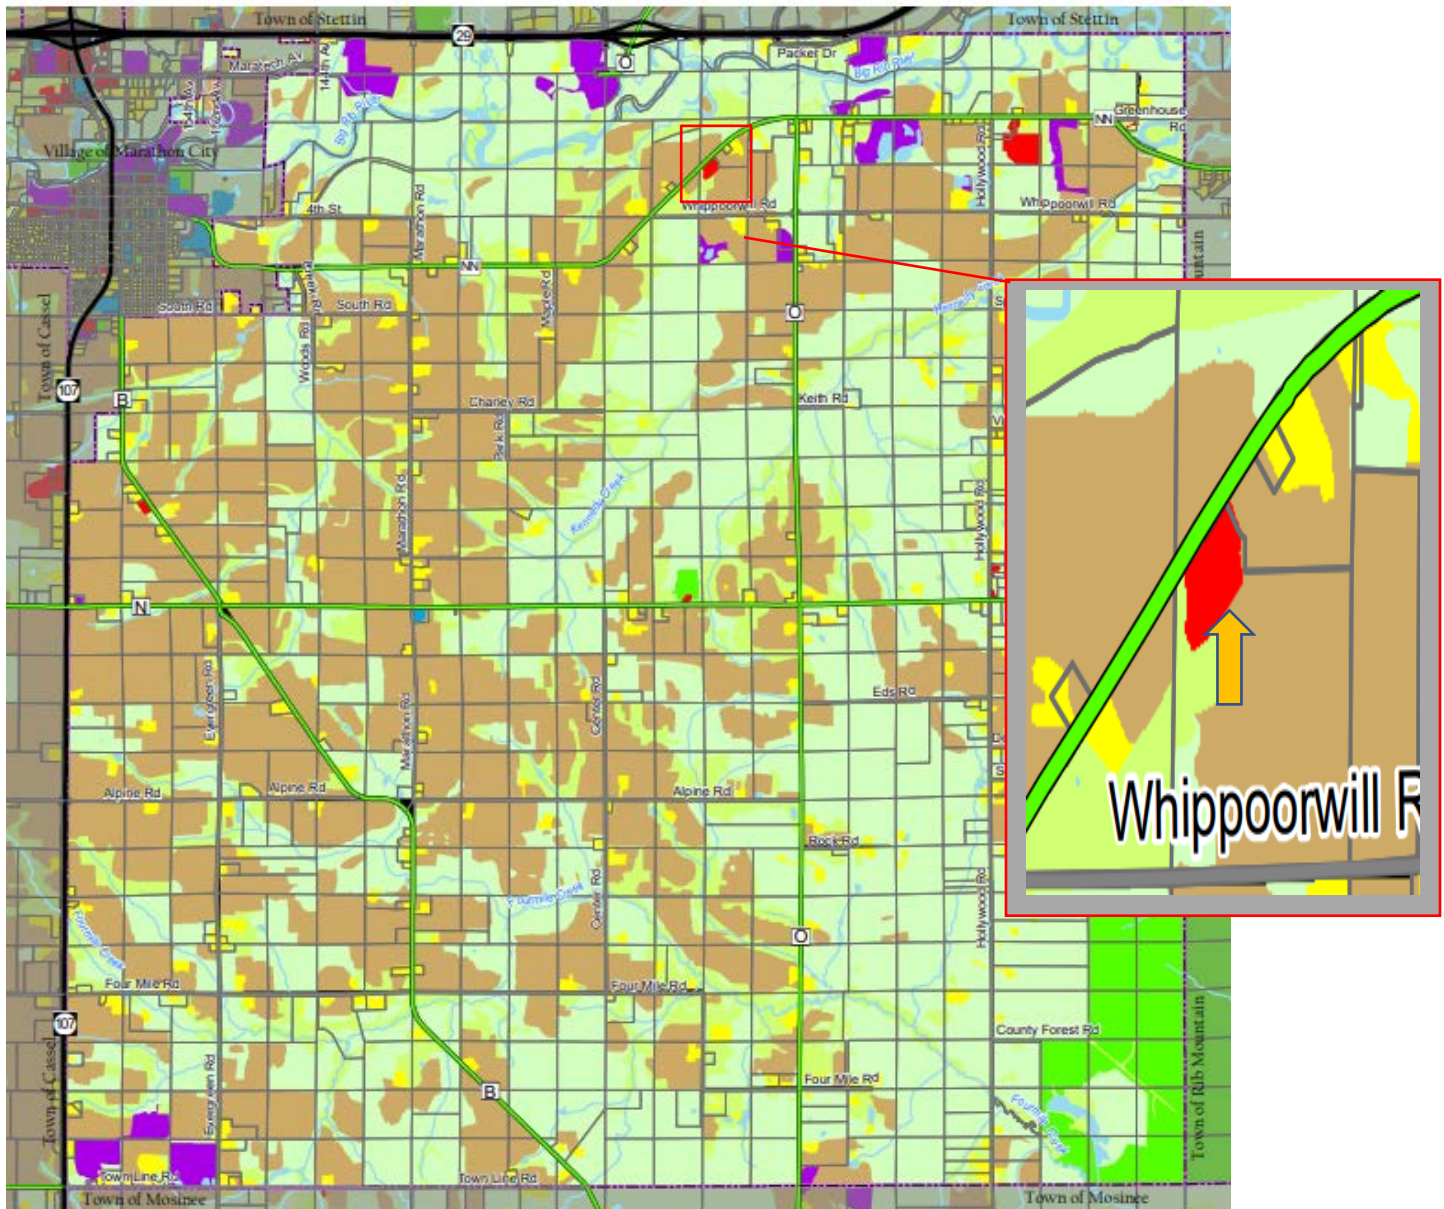 Town of Stettin
Town of Stettin
29
O
Packer Dr
144th Av
Maratech Av
Big Rib River
Big Rib River
154th Av
152nd Av
NN
Greenhouse
Rd
Village of Marathon City
Hollywood Rd
4th St
Marathon Rd
Whippoorwill Rd
Whippoorwill Rd
NN
South Rd
South Rd
Maple Rd
Woods Rd
O
Kennedy Creek
Town of Cassel
107
B
Charley Rd
Keith Rd
Marathon Rd
Kennedy Creek
Hollywood Rd
N
Evergreen Rd
Marathon Rd
Center Rd
Eds Rd
Alpine Rd
Alpine Rd
Alpine Rd
Rock Rd
Whippoorwill R
Fourmile Creek
Center Rd
Hollywood Rd
Fourmile Creek
O
Four Mile Rd
Four Mile Rd
107
County Forest Rd
Town of Cassel
Evergreen Rd
B
Four Mile Rd
Fourmile Creek
Town of Rib Mountain
Town Line Rd
Town Line Rd
Town of Mosinee
Town of Mosinee